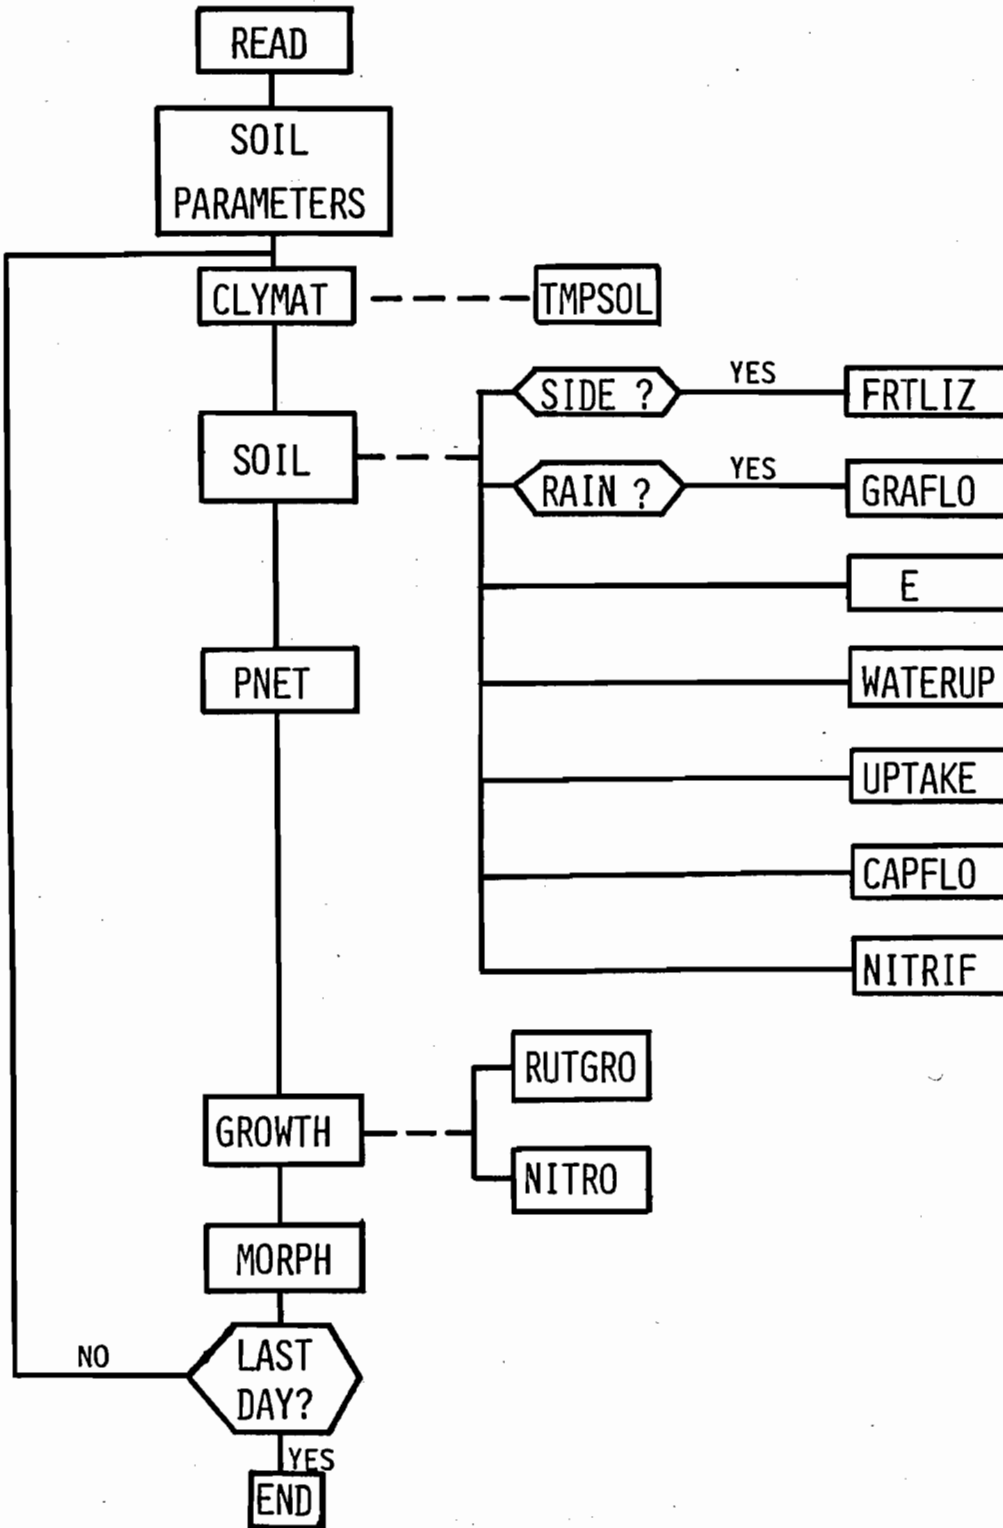 READ
SOIL
PARAMETERS
CLYMAT
TMPSOL
SIDE ?
YES
FRTLIZ
SOIL
RAIN ?
YES
GRAFLO
E
PNET
WATERUP
UPTAKE
CAPFLO
NITRIF
RUTGRO
GROWTH
NITRO
MORPH
LAST
DAY?
NO
YES
END